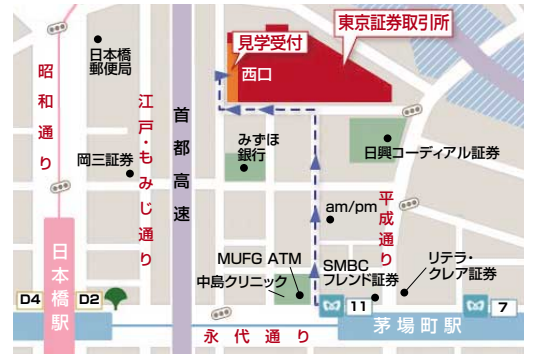 東京証券取引所
見学受付
西口
日本橋
郵便局
昭和通り
江戸・もみじ通り
首都高速
みずほ
銀行
日興コーディアル証券
岡三証券
am/pm
平成通り
日本橋駅
MUFG ATM
中島クリニック
SMBC
フレンド証券
リテラ・
クレア証券
D4
D2
11
7
茅場町駅
永代通り